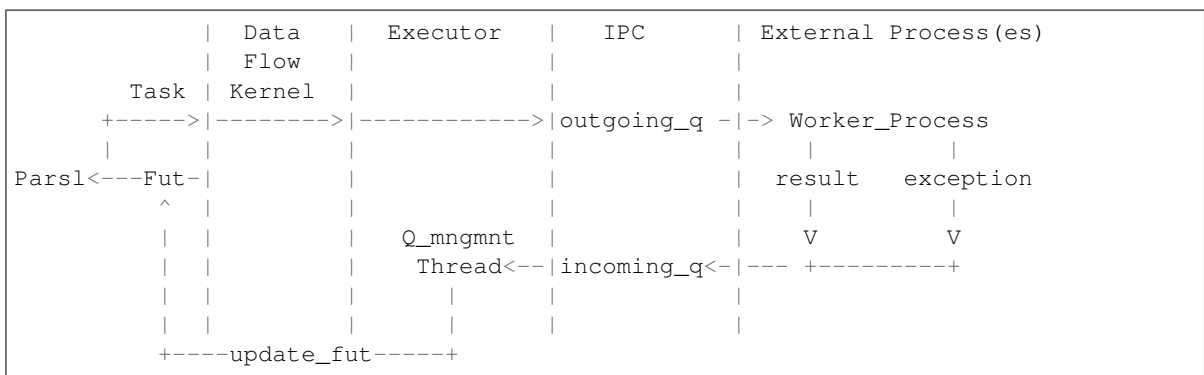 |  Data   |  Executor   |    IPC      | External Process(es)
                   |  Flow   |             |             |
              Task | Kernel  |             |             |
            +----->|-------->|------------>|outgoing_q  -|-> Worker_Process
            |      |         |             |             |    |         |
      Parsl<---Fut-|         |             |             |  result   exception
                ^  |         |             |             |    |         |
                |  |         |   Q_mngmnt  |             |    V         V
                |  |         |    Thread<--|incoming_q<- |--- +---------+
                |  |         |      |      |             |
                |  |         |      |      |             |
                +----update_fut-----+